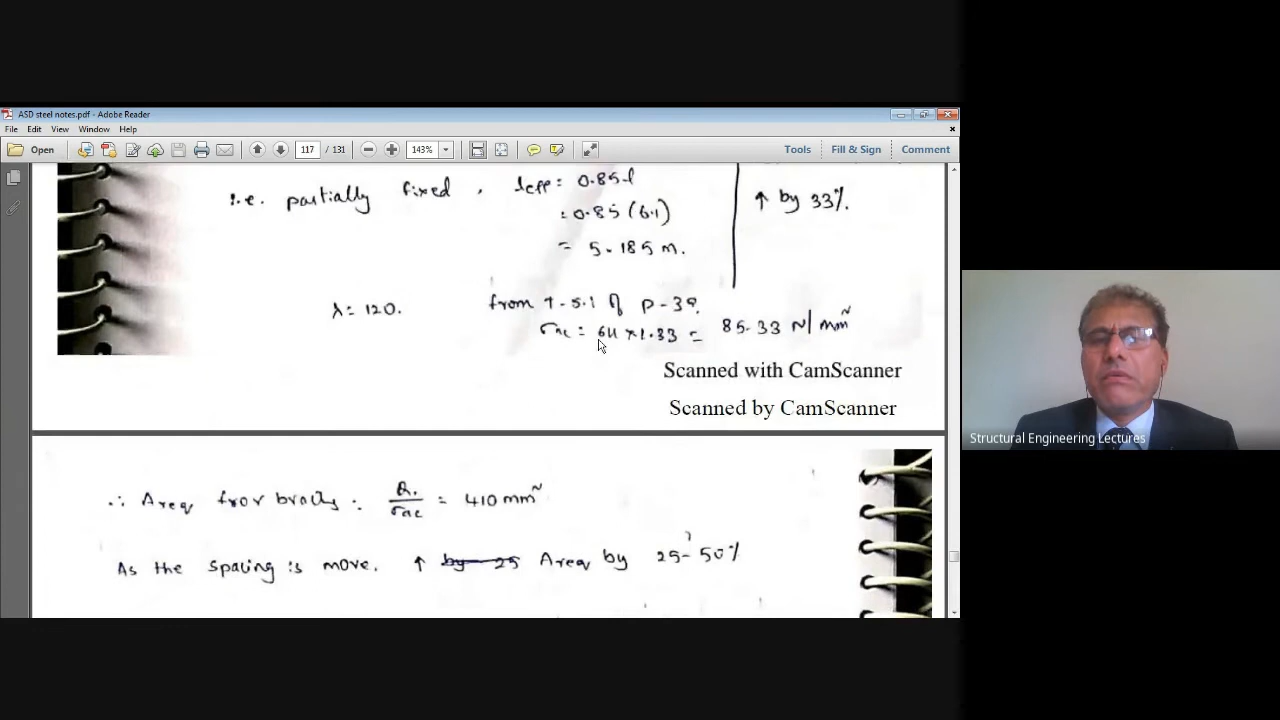 ASD steel notes.pdf - Adobe Reader
File Edit View Window Help
Open 117 / 131 143% Tools Fill & Sign Comment
i.e. partially fixed, leff = 0.85l
= 0.85 (6.1)
= 5.185 m.
↑ by 33%.
λ = 120. from T-5.1 of P-39.
σac = 64 x 1.33 = 85.33 N/mm²
Scanned with CamScanner
Scanned by CamScanner
∴ Areq for : /σac = 410 mm²
As the spacing is more. ↑ by 25 Areq by 25-50%
Structural Engineering Lectures